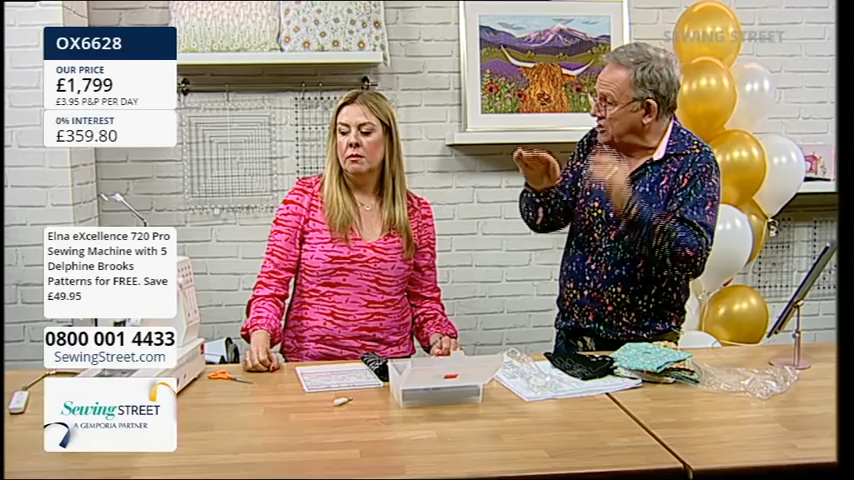 OX6628
OUR PRICE
£1,799
£3.95 P&P PER DAY
0% INTEREST
£359.80
Elna eXcellence 720 Pro
Sewing Machine with 5
Delphine Brooks
Patterns for FREE. Save
£49.95
0800 001 4433
SewingStreet.com
Sewing STREET
A GEMPORIA PARTNER
SEWING STREET